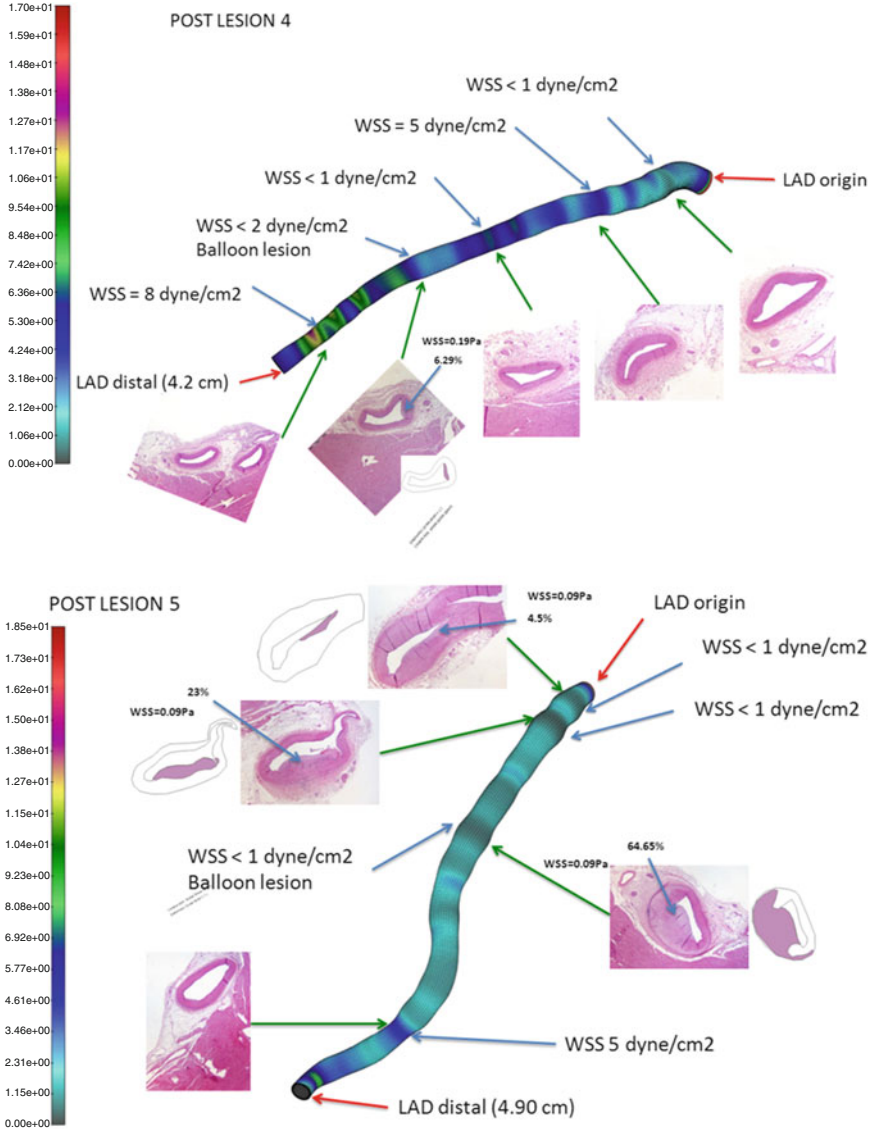 POST LESION 4
1.70e+01
1.59e+01
1.48e+01
1.38e+01
1.27e+01
1.17e+01
1.06e+01
9.54e+00
8.48e+00
7.42e+00
6.36e+00
5.30e+00
4.24e+00
3.18e+00
2.12e+00
1.06e+00
0.00e+00
WSS < 1 dyne/cm2
WSS = 5 dyne/cm2
WSS < 1 dyne/cm2
LAD origin
WSS < 2 dyne/cm2
Balloon lesion
WSS = 8 dyne/cm2
WSS=0.19Pa
6.29%
LAD distal (4.2 cm)
POST LESION 5
1.85e+01
1.73e+01
1.62e+01
1.50e+01
1.38e+01
1.27e+01
1.15e+01
1.04e+01
9.23e+00
8.08e+00
6.92e+00
5.77e+00
4.61e+00
3.46e+00
2.31e+00
1.15e+00
0.00e+00
WSS=0.09Pa
4.5%
LAD origin
WSS < 1 dyne/cm2
23%
WSS=0.09Pa
WSS < 1 dyne/cm2
WSS < 1 dyne/cm2
Balloon lesion
64.65%
WSS=0.09Pa
WSS 5 dyne/cm2
LAD distal (4.90 cm)